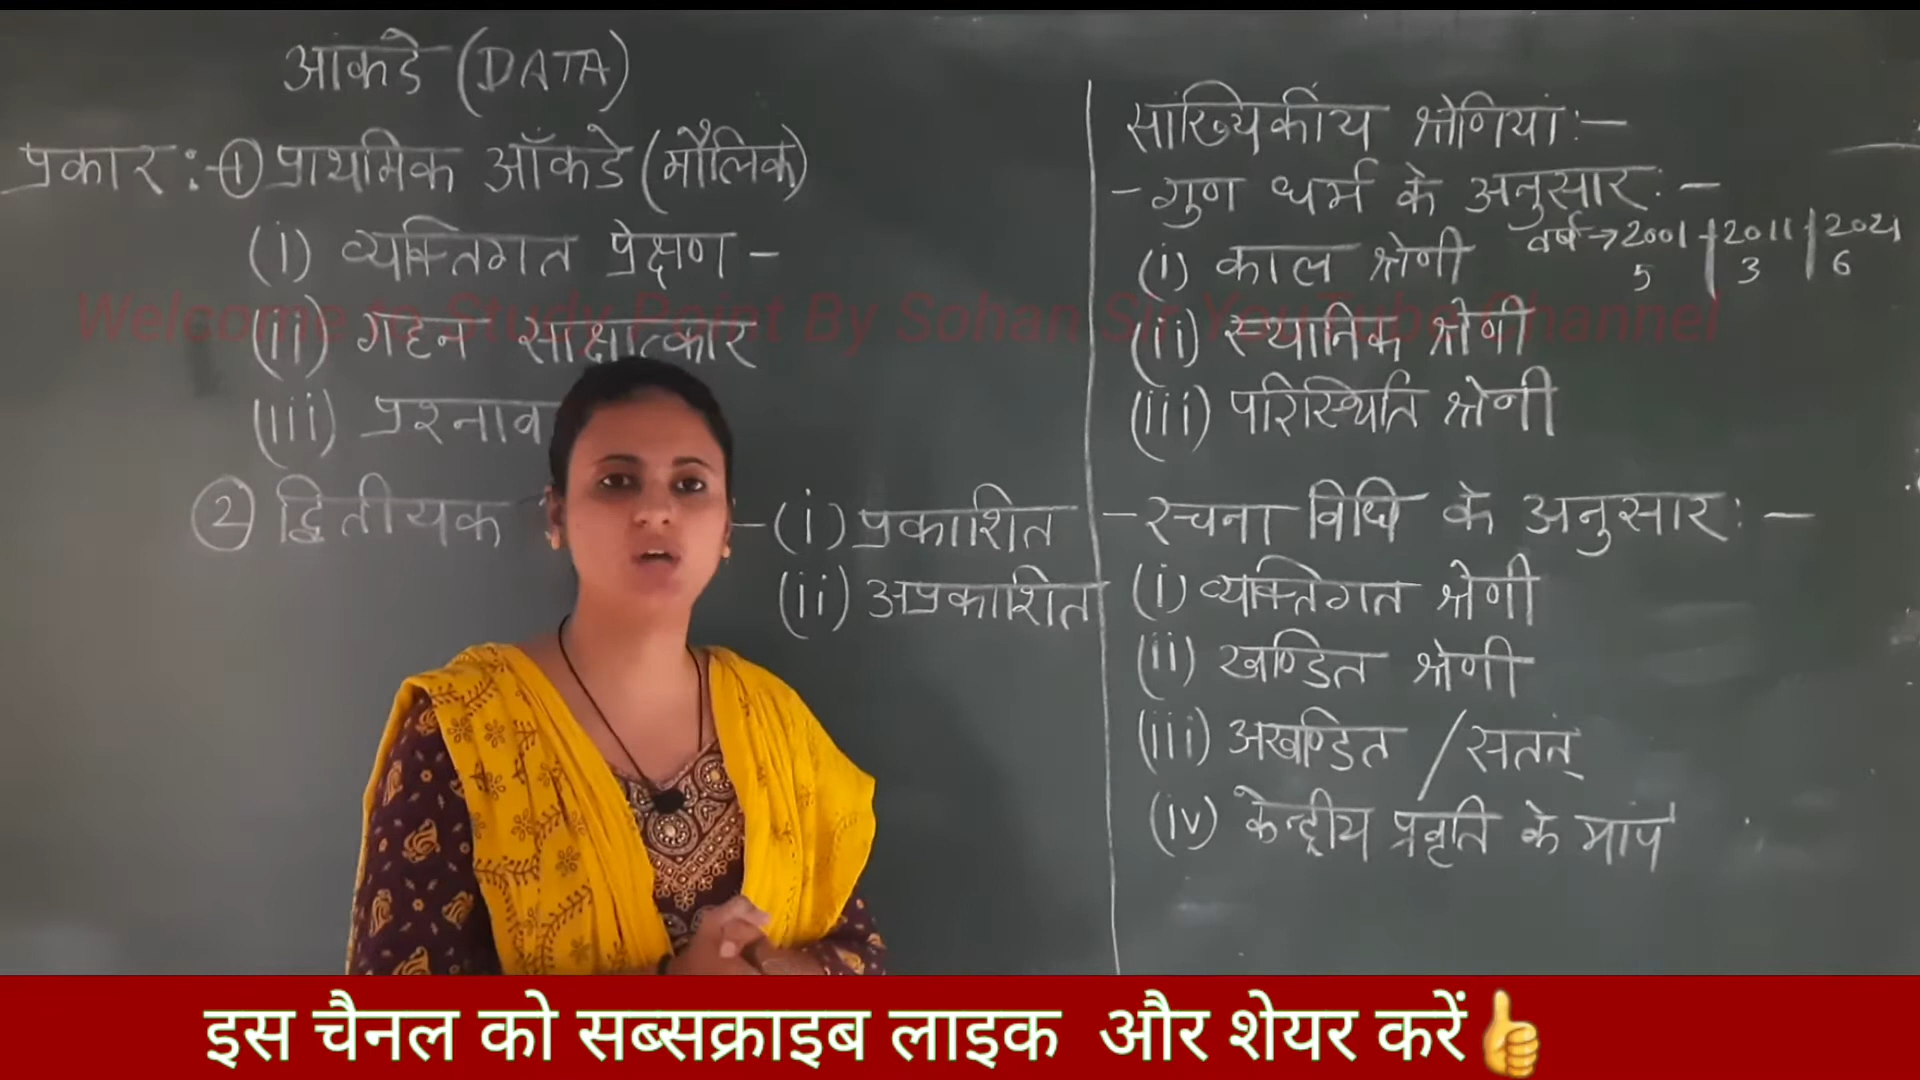 आंकडे (DATA)
प्रकार :- ① प्राथमिक आँकडे (मौलिक)
(i) व्यक्तिगत प्रेक्षण -
(ii) गहन साक्षात्कार
(iii)
② द्वितीयक
- (i) प्रकाशित
(ii) अप्रकाशित
सांख्यिकीय श्रेणियां :-
- गुण धर्म के अनुसार :-
(i) काल श्रेणी
वर्ष → 2001 | 2011 | 2021
5 | 3 | 6
(ii) स्थानिक श्रेणी
(iii) परिस्थिति श्रेणी
- रचना विधि के अनुसार :-
(i) व्यक्तिगत श्रेणी
(ii) खण्डित श्रेणी
(iii) अखण्डित / सतत्
(iv) केन्द्रीय प्रवृति के माप
Welcome to Study Point By Sohan Sir YouTube Channel
इस चैनल को सब्सक्राइब लाइक और शेयर करें👍